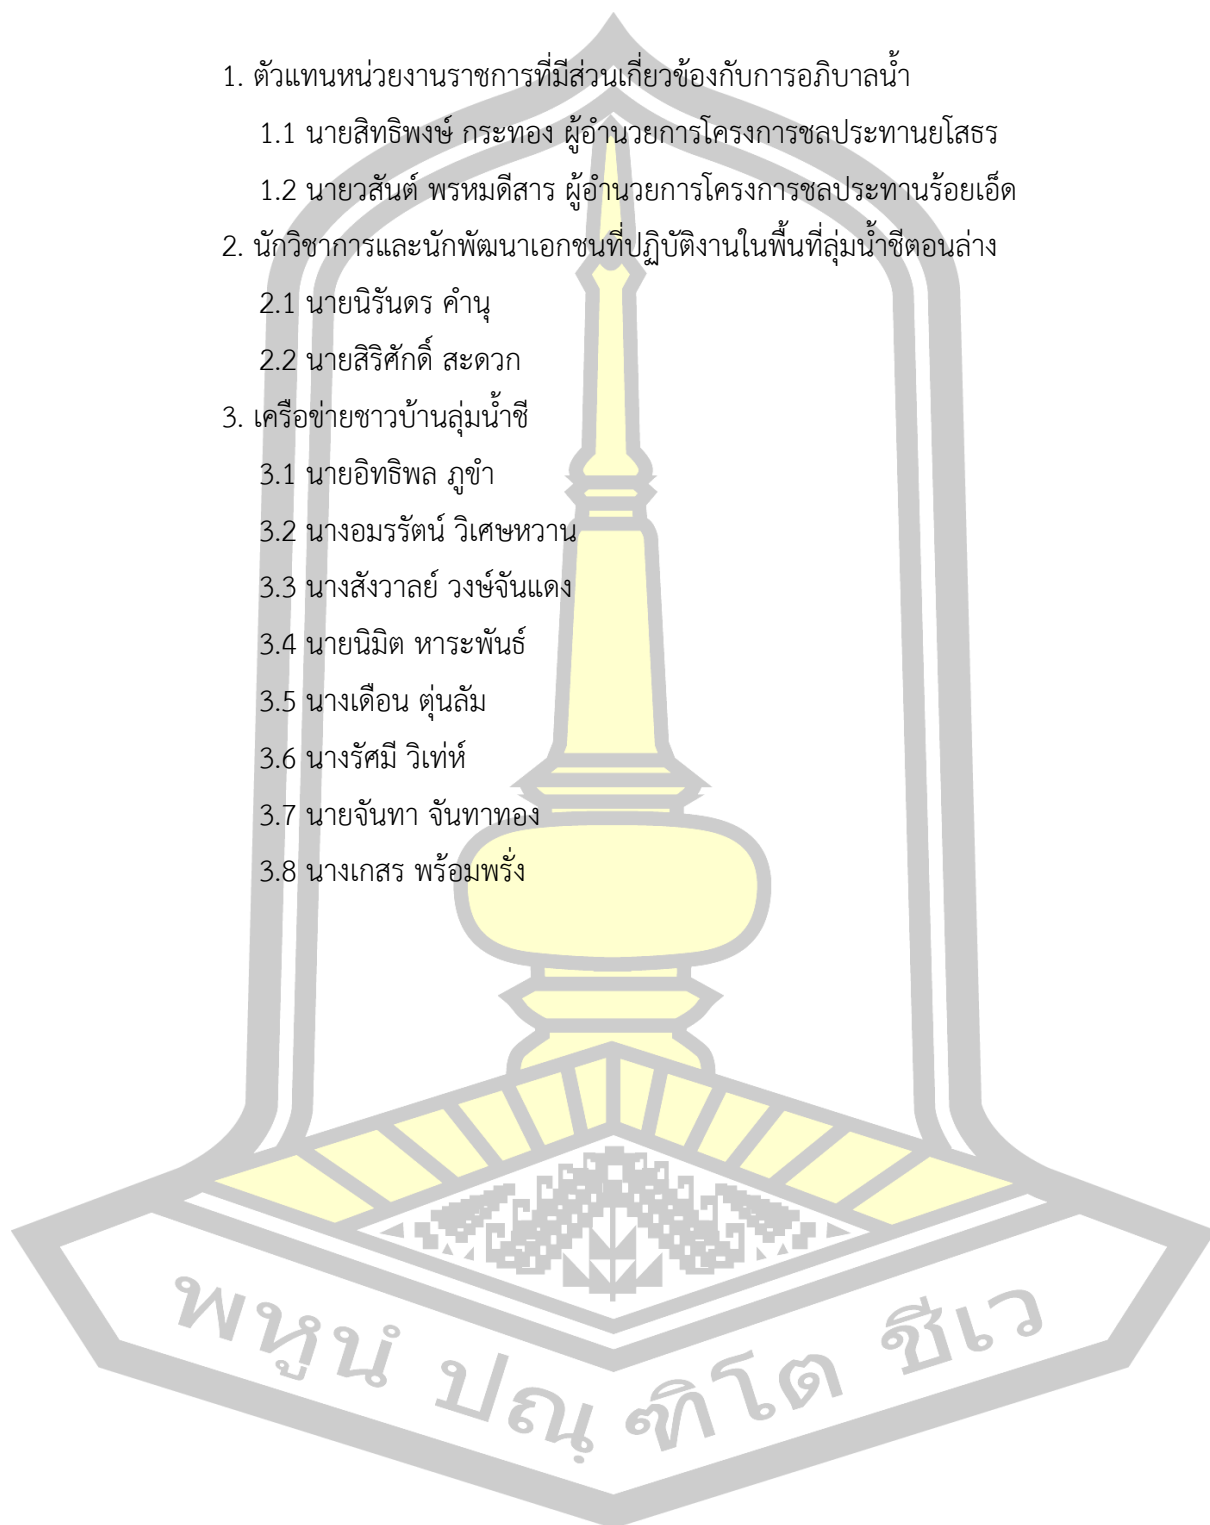 1. ตัวแทนหน่วยงานราชการที่มีส่วนเกี่ยวข้องกับการอภิบาลน้ำ
1.1 นายสิทธิพงษ์ กระทอง ผู้อำนวยการโครงการชลประทานยโสธร
1.2 นายวสันต์ พรหมดีสาร ผู้อำนวยการโครงการชลประทานร้อยเอ็ด
2. นักวิชาการและนักพัฒนาเอกชนที่ปฏิบัติงานในพื้นที่ลุ่มน้ำชีตอนล่าง
2.1 นายนิรันดร คำนุ
2.2 นายสิริศักดิ์ สะดวก
3. เครือข่ายชาวบ้านลุ่มน้ำชี
3.1 นายอิทธิพล ภูขำ
3.2 นางอมรรัตน์ วิเศษหวาน
3.3 นางสังวาลย์ วงษ์จันแดง
3.4 นายนิมิต หาระพันธ์
3.5 นางเดือน ตุ่นลัม
3.6 นางรัศมี วิเท่ห์
3.7 นายจันทา จันทาทอง
3.8 นางเกสร พร้อมพรั่ง
พหูนํ ปณฺ ฑิโต ชีเว